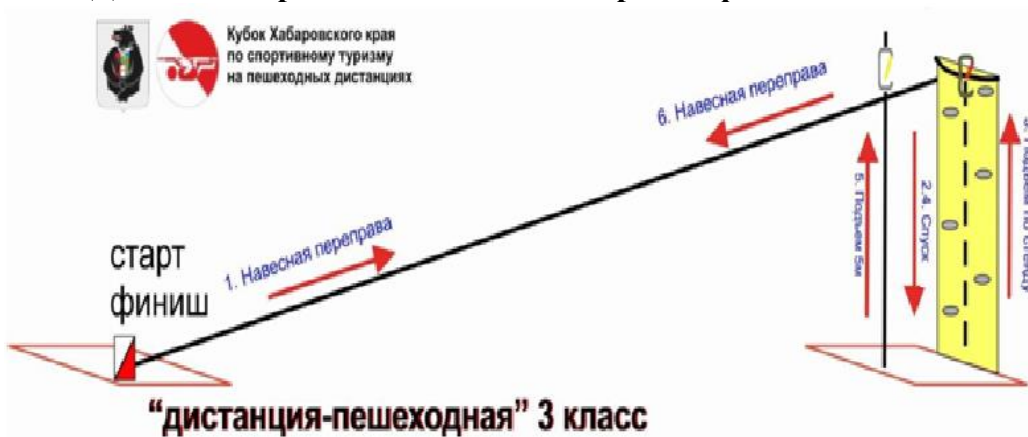 Кубок Хабаровского края
по спортивному туризму
на пешеходных дистанциях
6. Навесная переправа
1. Навесная переправа
5. Подъем 5м
2.4. Спуск
старт
финиш
“дистанция-пешеходная” 3 класс